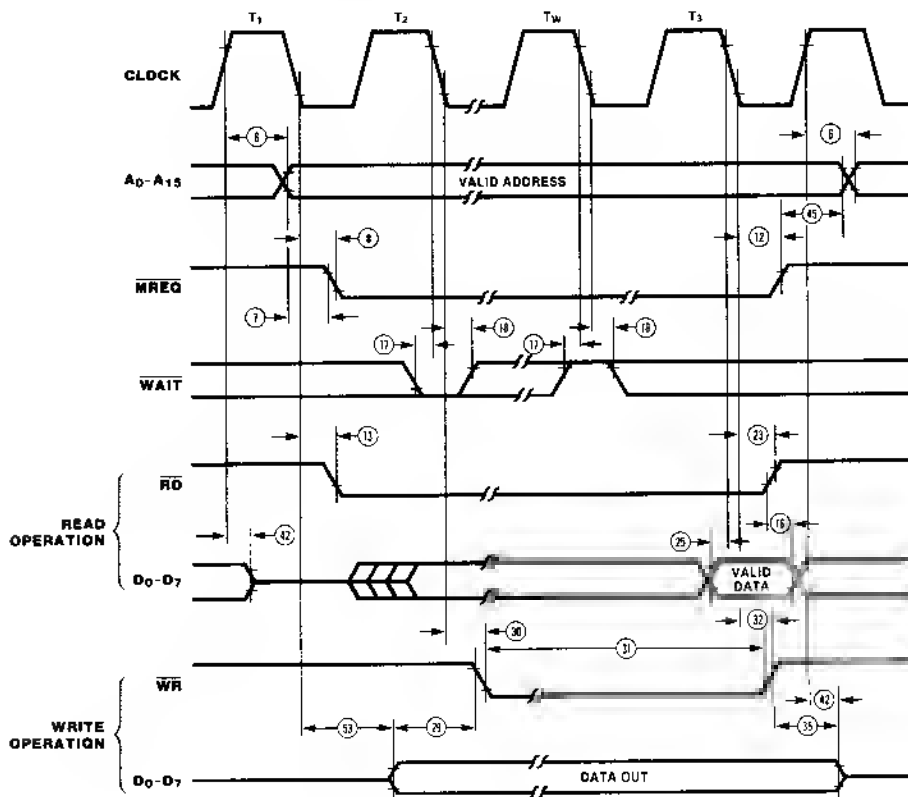 T1 T2 TW T3
CLOCK
6 6
A0-A15 VALID ADDRESS
45
8 12
MREQ
7
17 18 17 18
WAIT
13 23
RD
READ OPERATION
42 16
25
D0-D7 VALID DATA
30 32
31
WR
42
WRITE OPERATION
53 29 35
D0-D7 DATA OUT